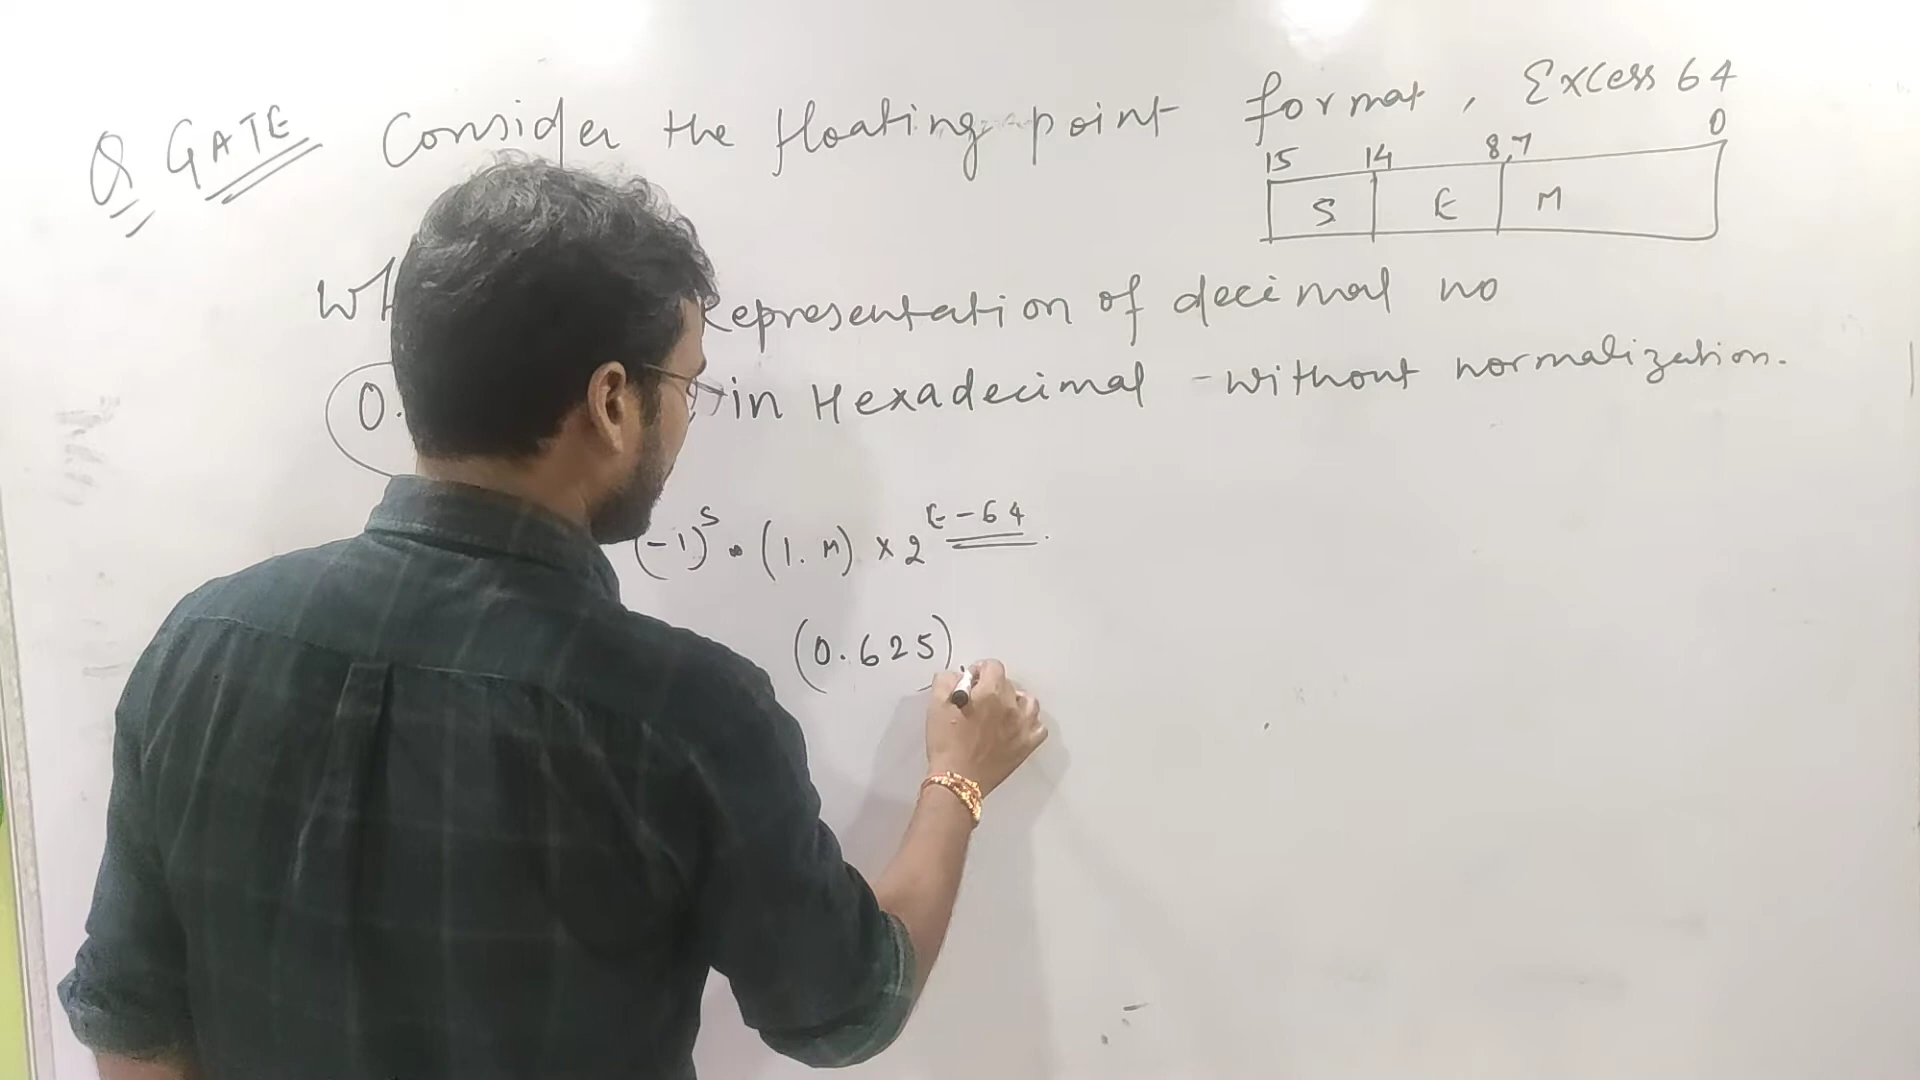 Q GATE Consider the floating point format, Excess 64
15 14 8,7 0
S E M
Representation of decimal no
0. in Hexadecimal - without normalization.
(-1)^S . (1.M) × 2^E-64
(0.625)